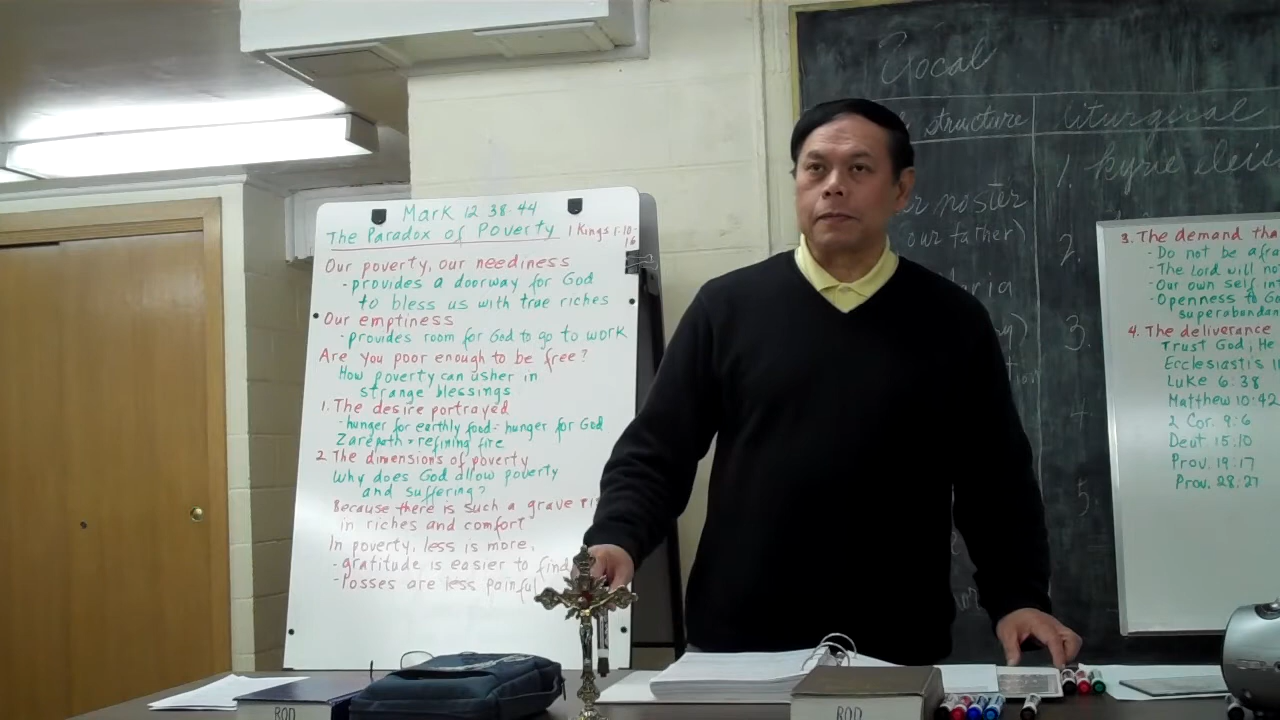 Mark 12 38-44
The Paradox of Poverty 1 Kings 1-10-
16
Our poverty, our neediness
- provides a doorway for God
to bless us with true riches
Our emptiness
- provides room for God to go to work
Are you poor enough to be free?
How poverty can usher in
strange blessings
1. The desire portrayed
- hunger for earthly food = hunger for God
Zarepath = refining fire
2 The dimensions of poverty
Why does God allow poverty
and suffering?
Because there is such a grave
in riches and comfort
In poverty, less is more,
- gratitude is easier to find
- losses are less painful
Vocal
structure
liturgical
1. kyrie eleis
noster
our father)
2.
3.
4
5.
3. The demand tha
- Do not be afra
- The Lord will no
- Our own self in
- Openness to G
superabundan
4. The deliverance
Trust God; He
Ecclesiastis 1
Luke 6:38
Matthew 10:42
2 Cor. 9:6
Deut. 15:10
Prov. 19:17
Prov. 28:27
ROD
ROD